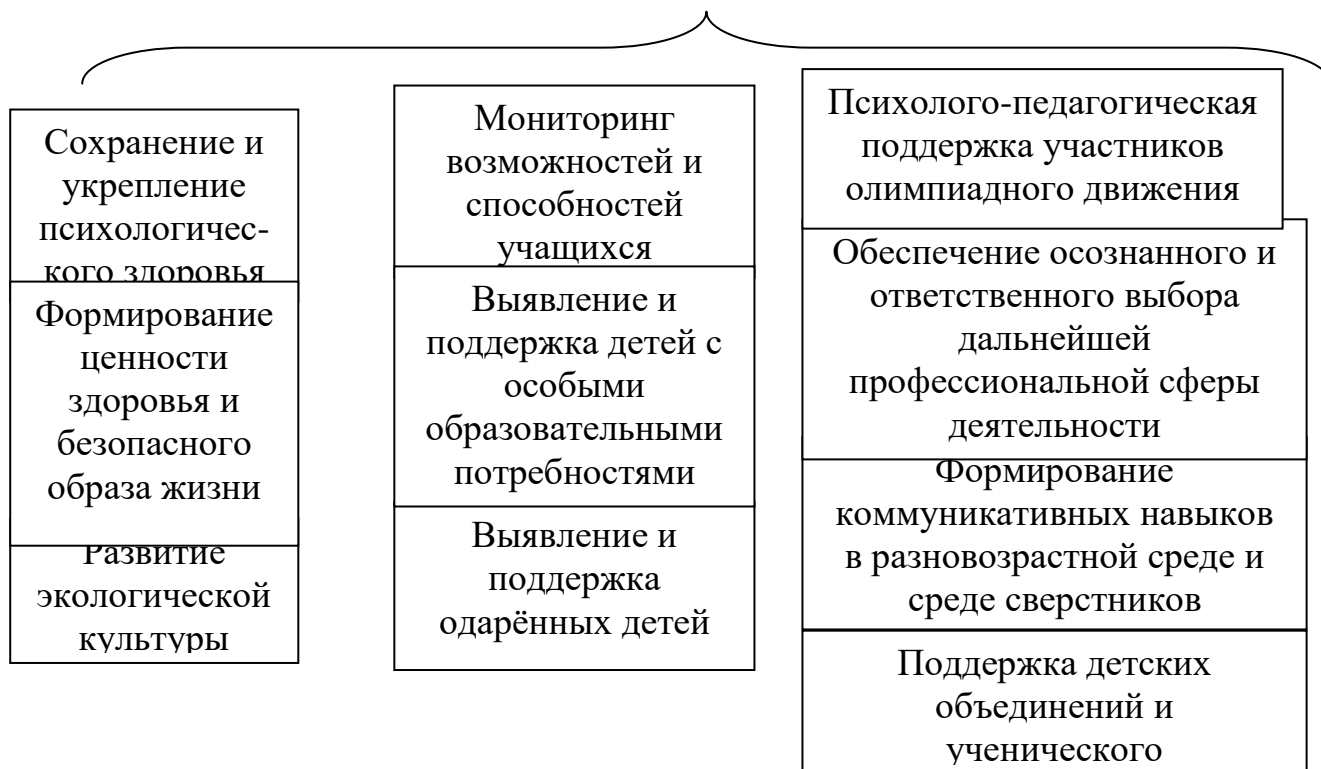 Сохранение и
укрепление
психологичес-
кого здоровья
Формирование
ценности
здоровья и
безопасного
образа жизни
Развитие
экологической
культуры
Мониторинг
возможностей и
способностей
учащихся
Выявление и
поддержка детей с
особыми
образовательными
потребностями
Выявление и
поддержка
одарённых детей
Психолого-педагогическая
поддержка участников
олимпиадного движения
Обеспечение осознанного и
ответственного выбора
дальнейшей
профессиональной сферы
деятельности
Формирование
коммуникативных навыков
в разновозрастной среде и
среде сверстников
Поддержка детских
объединений и
ученического